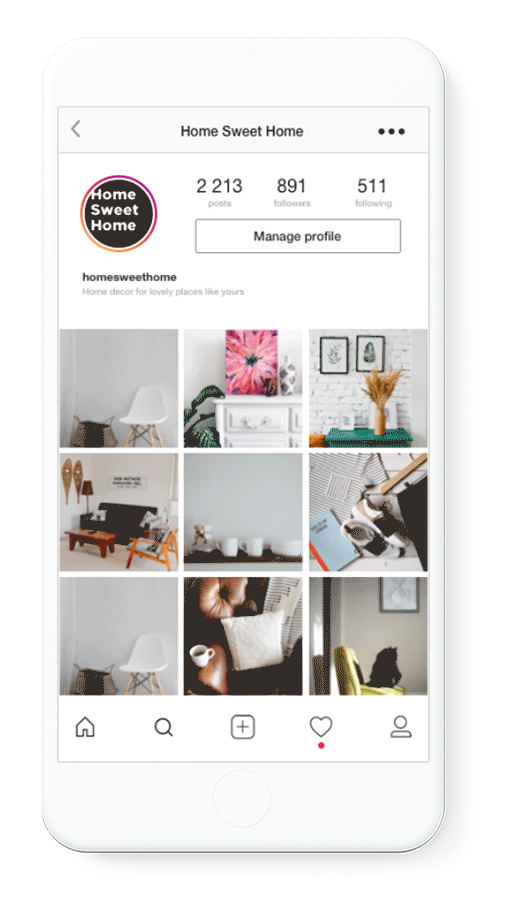 Home Sweet Home
Home
Sweet
Home
2 213
891
511
posts
followers
following
Manage profile
homesweethome
Home decor for lovely places like yours